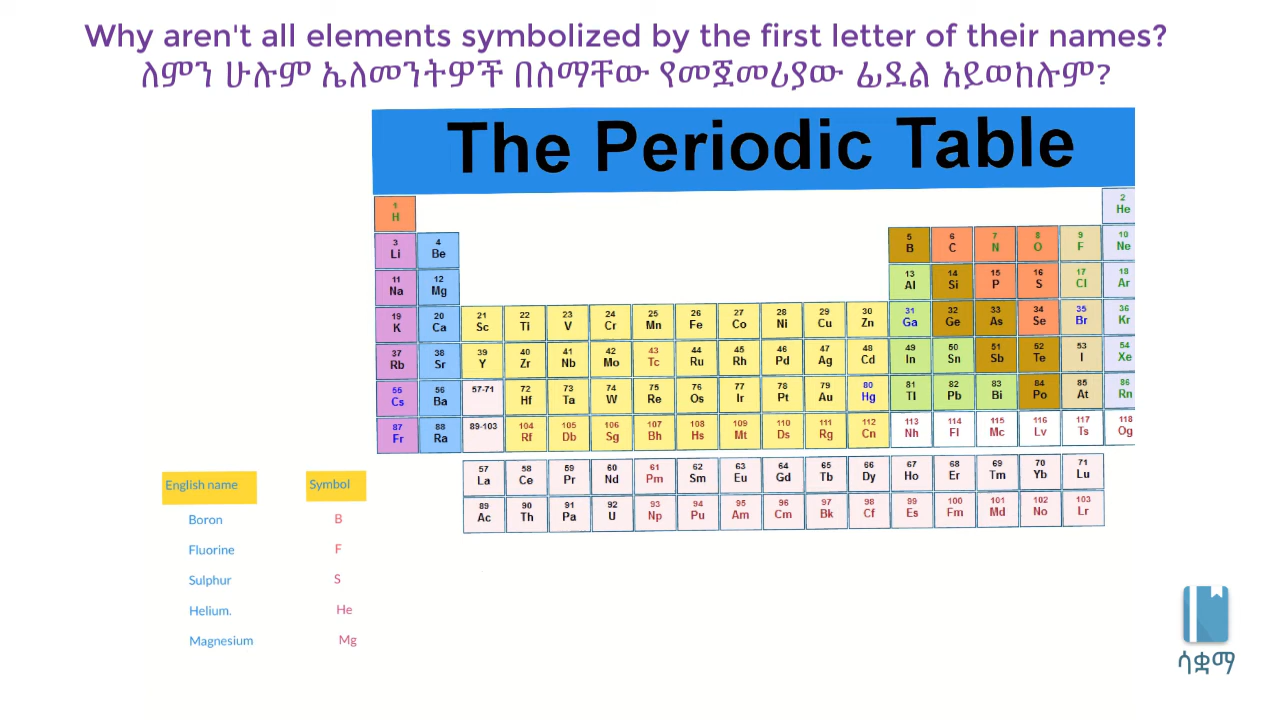 Why aren't all elements symbolized by the first letter of their names?
ለምን ሁሉም ኤለመንትዎች በስማቸው የመጀመሪያው ፊደል አይወከሉም?
The Periodic Table
1 2
H He
3 4 5 6 7 8 9 10
Li Be B C N O F Ne
11 12 13 14 15 16 17 18
Na Mg Al Si P S Cl Ar
19 20 21 22 23 24 25 26 27 28 29 30 31 32 33 34 35 36
K Ca Sc Ti V Cr Mn Fe Co Ni Cu Zn Ga Ge As Se Br Kr
37 38 39 40 41 42 43 44 45 46 47 48 49 50 51 52 53 54
Rb Sr Y Zr Nb Mo Tc Ru Rh Pd Ag Cd In Sn Sb Te I Xe
55 56 57-71 72 73 74 75 76 77 78 79 80 81 82 83 84 85 86
Cs Ba Hf Ta W Re Os Ir Pt Au Hg Tl Pb Bi Po At Rn
87 88 89-103 104 105 106 107 108 109 110 111 112 113 114 115 116 117 118
Fr Ra Rf Db Sg Bh Hs Mt Ds Rg Cn Nh Fl Mc Lv Ts Og
57 58 59 60 61 62 63 64 65 66 67 68 69 70 71
La Ce Pr Nd Pm Sm Eu Gd Tb Dy Ho Er Tm Yb Lu
89 90 91 92 93 94 95 96 97 98 99 100 101 102 103
Ac Th Pa U Np Pu Am Cm Bk Cf Es Fm Md No Lr
English name Symbol
Boron B
Fluorine F
Sulphur S
Helium. He
Magnesium Mg
ሳቋማ